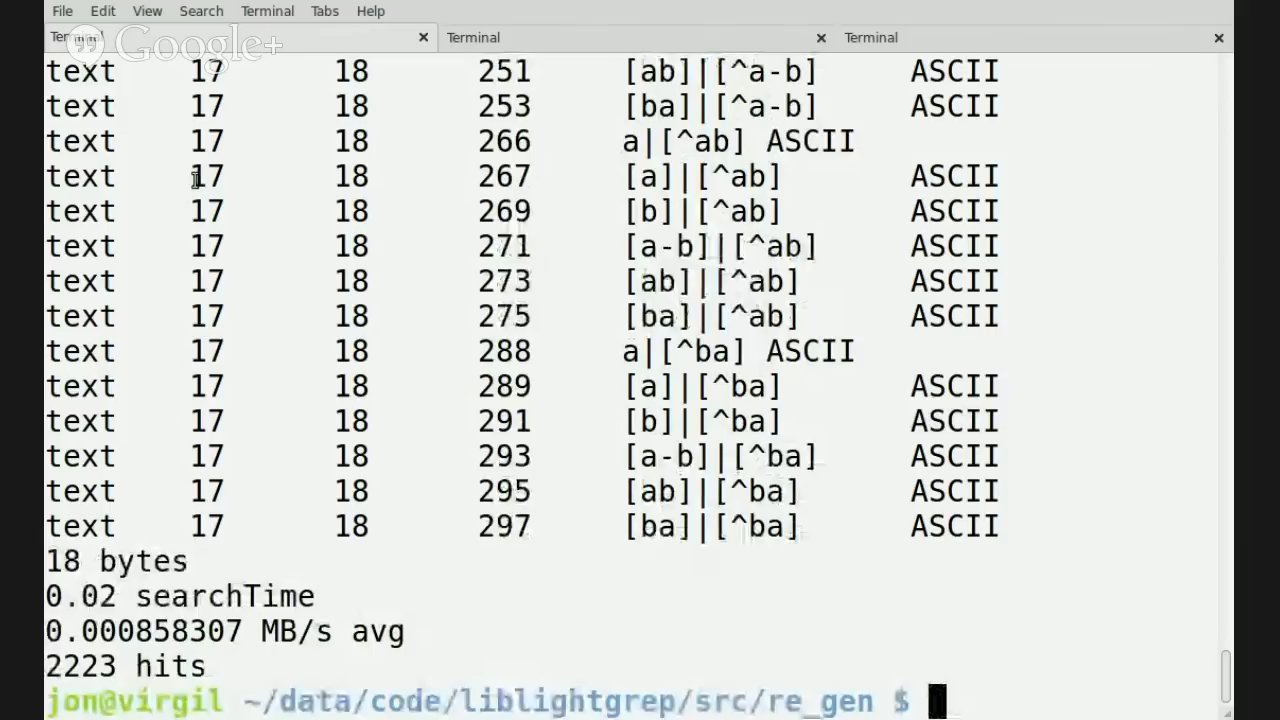 File Edit View Search Terminal Tabs Help
Terminal Terminal Terminal
Google+
text 17 18 251 [ab]|[^a-b] ASCII
text 17 18 253 [ba]|[^a-b] ASCII
text 17 18 266 a|[^ab] ASCII
text 17 18 267 [a]|[^ab] ASCII
text 17 18 269 [b]|[^ab] ASCII
text 17 18 271 [a-b]|[^ab] ASCII
text 17 18 273 [ab]|[^ab] ASCII
text 17 18 275 [ba]|[^ab] ASCII
text 17 18 288 a|[^ba] ASCII
text 17 18 289 [a]|[^ba] ASCII
text 17 18 291 [b]|[^ba] ASCII
text 17 18 293 [a-b]|[^ba] ASCII
text 17 18 295 [ab]|[^ba] ASCII
text 17 18 297 [ba]|[^ba] ASCII
18 bytes
0.02 searchTime
0.000858307 MB/s avg
2223 hits
jon@virgil ~/data/code/liblightgrep/src/re_gen $